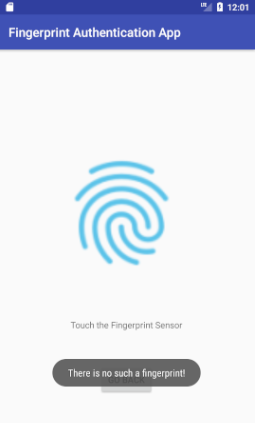 12:01
Fingerprint Authentication App
Touch the Fingerprint Sensor
There is no such a fingerprint!